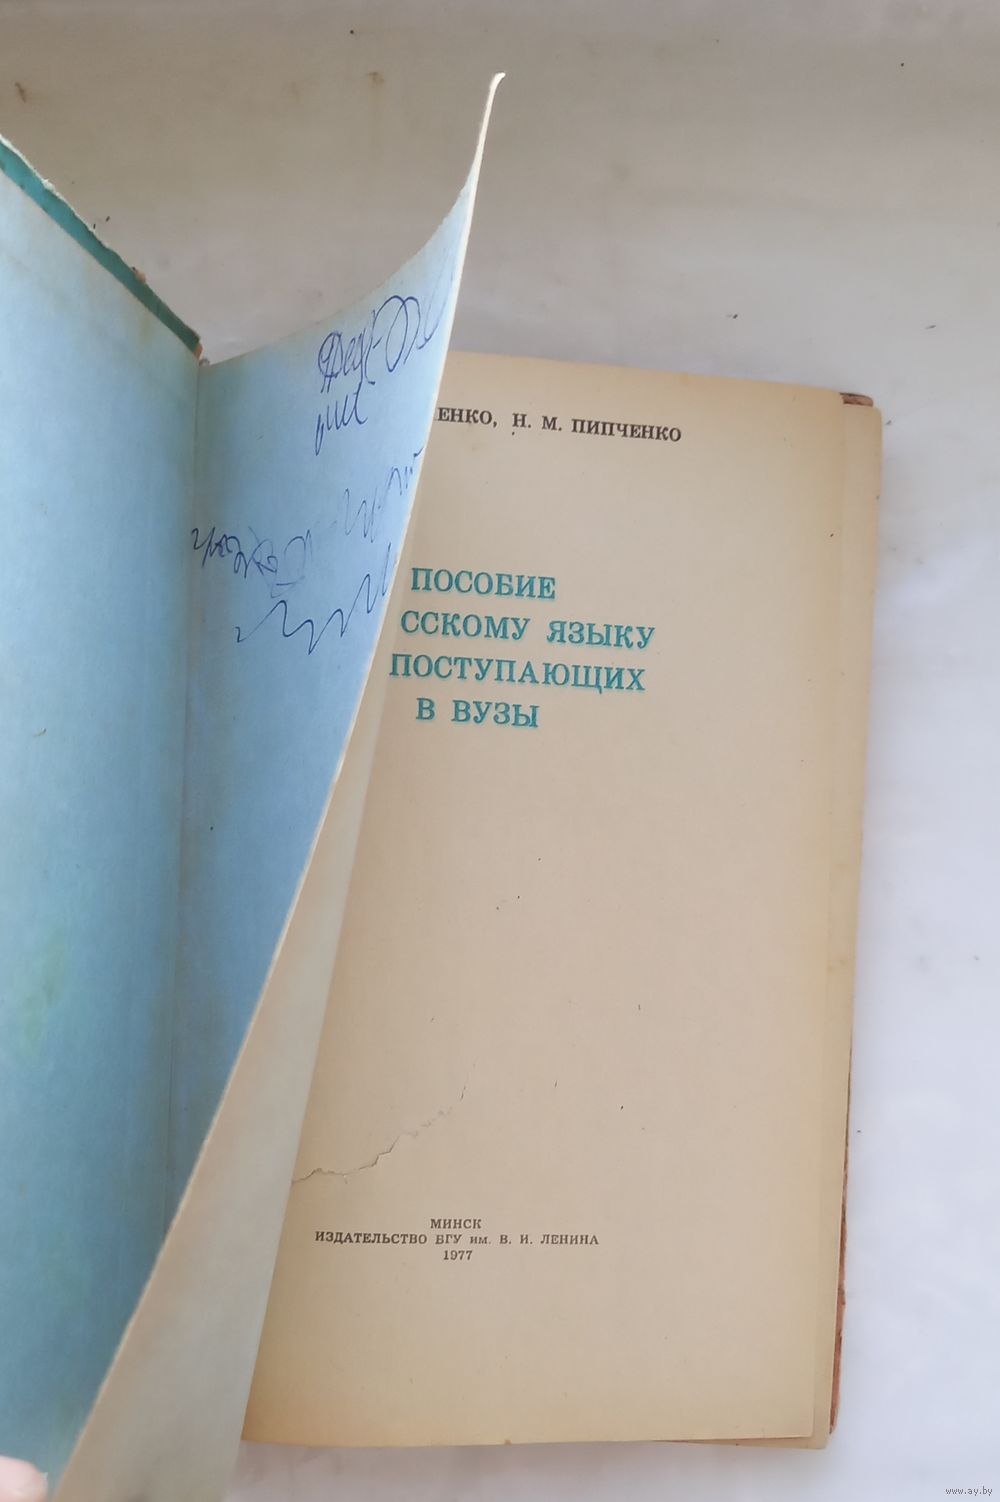 ЕНКО, Н. М. ПИПЧЕНКО
ПОСОБИЕ
ССКОМУ ЯЗЫКУ
ПОСТУПАЮЩИХ
В ВУЗЫ
МИНСК
ИЗДАТЕЛЬСТВО БГУ им. В. И. ЛЕНИНА
1977
www.ay.by